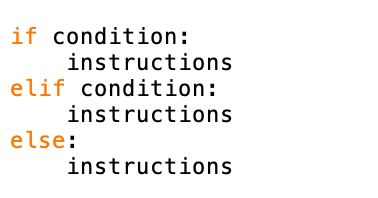 if condition:
    instructions
elif condition:
    instructions
else:
    instructions